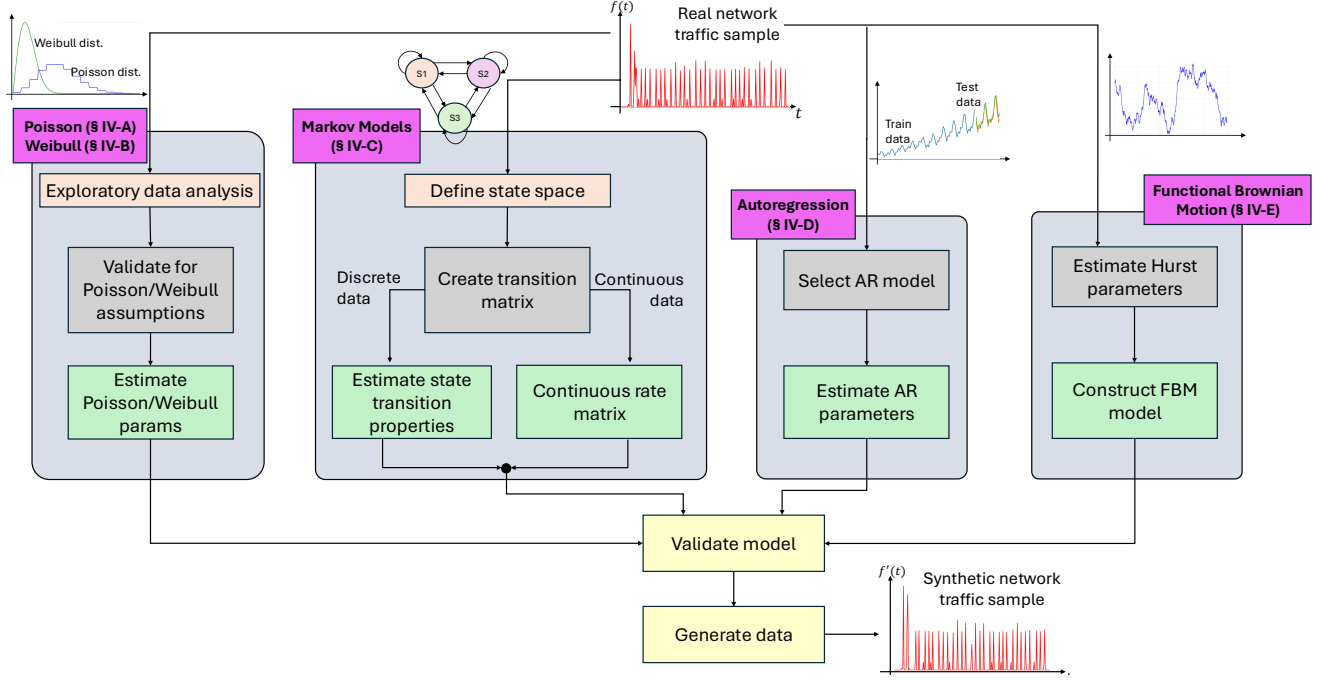 f(t)
Real network
traffic sample
t
Weibull dist.
Poisson dist.
S1
S2
S3
Test
data
Train
data
Poisson (§ IV-A)
Weibull (§ IV-B)
Exploratory data analysis
Validate for
Poisson/Weibull
assumptions
Estimate
Poisson/Weibull
params
Markov Models
(§ IV-C)
Define state space
Discrete
data
Create transition
matrix
Continuous
data
Estimate state
transition
properties
Continuous rate
matrix
Autoregression
(§ IV-D)
Select AR model
Estimate AR
parameters
Functional Brownian
Motion (§ IV-E)
Estimate Hurst
parameters
Construct FBM
model
Validate model
Generate data
f'(t)
Synthetic network
traffic sample